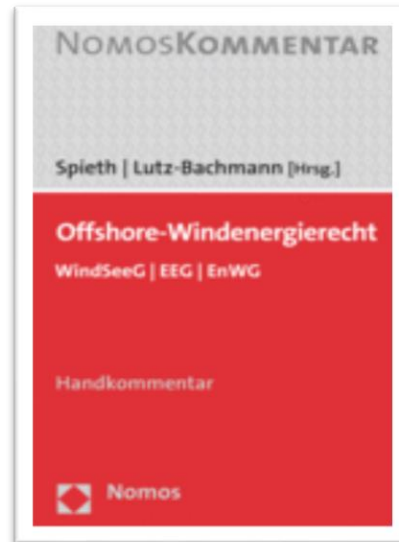 NOMOSKOMMENTAR
Spieth | Lutz-Bachmann [Hrsg.]
Offshore-Windenergierecht
WindSeeG | EEG | EnWG
Handkommentar
Nomos